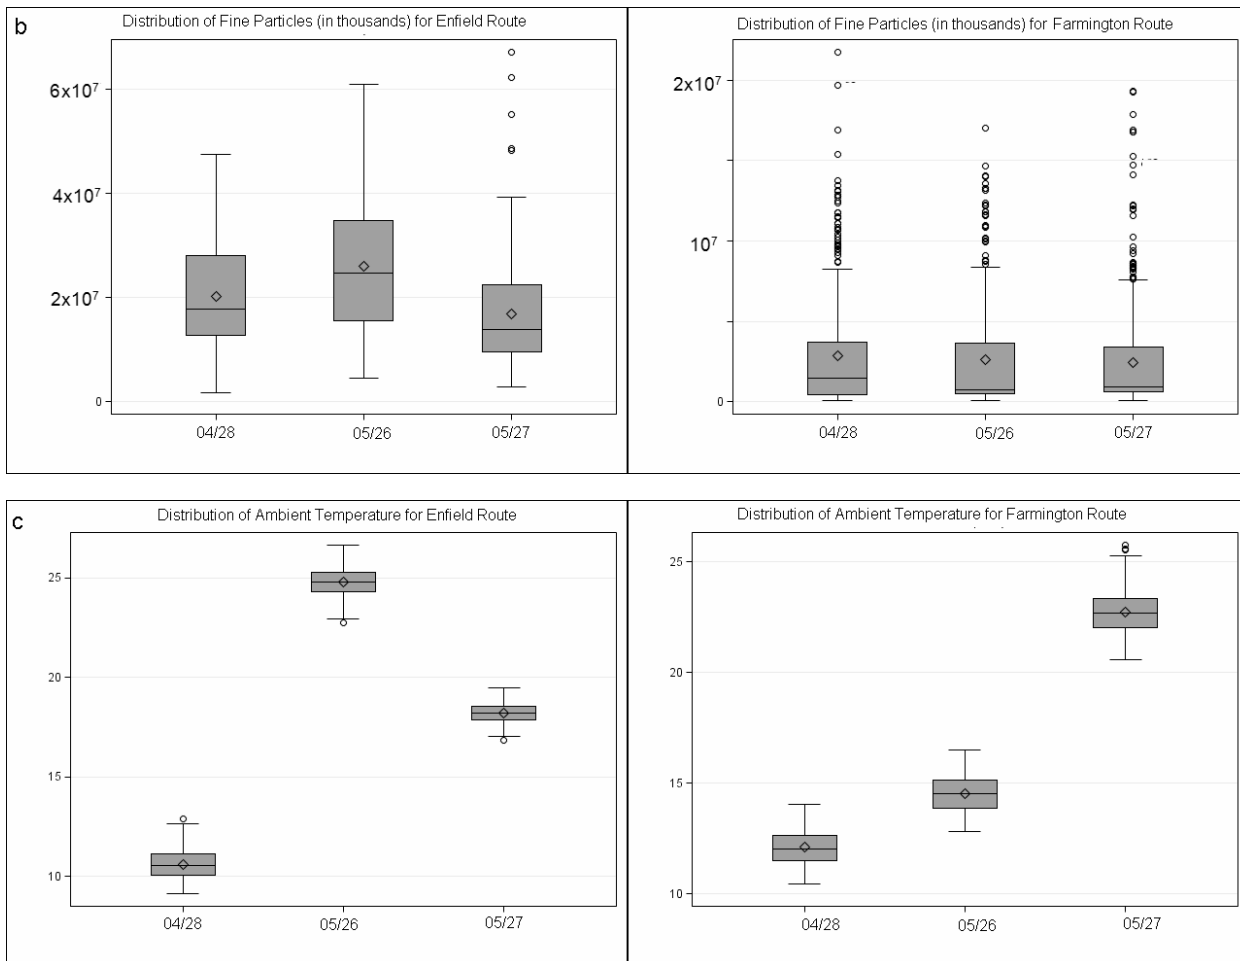 b
Distribution of Fine Particles (in thousands) for Enfield Route
6x10⁷
4x10⁷
2x10⁷
0
04/28
05/26
05/27
Distribution of Fine Particles (in thousands) for Farmington Route
2x10⁷
10⁷
0
04/28
05/26
05/27
c
Distribution of Ambient Temperature for Enfield Route
25
20
15
10
04/28
05/26
05/27
Distribution of Ambient Temperature for Farmington Route
25
20
15
10
04/28
05/26
05/27